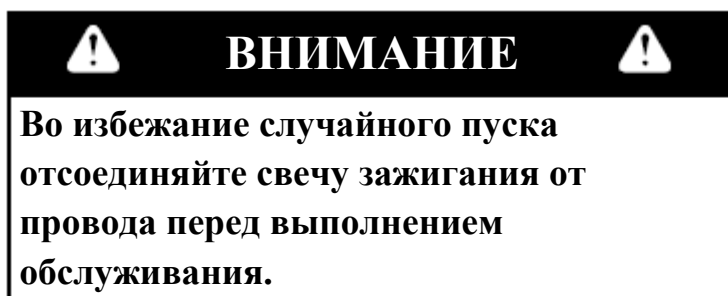 ВНИМАНИЕ
Во избежание случайного пуска
отсоединяйте свечу зажигания от
провода перед выполнением
обслуживания.